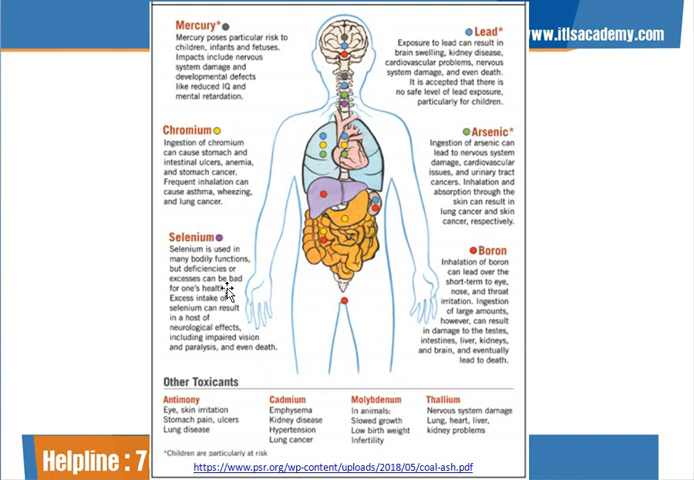 www.itlsacademy.com
Mercury*
Mercury poses particular risk to
children, infants and fetuses.
Impacts include nervous
system damage and
developmental defects
like reduced IQ and
mental retardation.
Lead*
Exposure to lead can result in
brain swelling, kidney disease,
cardiovascular problems, nervous
system damage, and even death.
It is accepted that there is
no safe level of lead exposure,
particularly for children.
Chromium
Ingestion of chromium
can cause stomach and
intestinal ulcers, anemia,
and stomach cancer.
Frequent inhalation can
cause asthma, wheezing,
and lung cancer.
Arsenic*
Ingestion of arsenic can
lead to nervous system
damage, cardiovascular
issues, and urinary tract
cancers. Inhalation and
absorption through the
skin can result in
lung cancer and skin
cancer, respectively.
Selenium
Selenium is used in
many bodily functions,
but deficiencies or
excesses can be bad
for one's health.
Excess intake of
selenium can result
in a host of
neurological effects,
including impaired vision
and paralysis, and even death.
Boron
Inhalation of boron
can lead over the
short-term to eye,
nose, and throat
irritation. Ingestion
of large amounts,
however, can result
in damage to the testes,
intestines, liver, kidneys,
and brain, and eventually
lead to death.
Other Toxicants
Antimony
Eye, skin irritation
Stomach pain, ulcers
Lung disease
Cadmium
Emphysema
Kidney disease
Hypertension
Lung cancer
Molybdenum
In animals:
Slowed growth
Low birth weight
Infertility
Thallium
Nervous system damage
Lung, heart, liver,
kidney problems
*Children are particularly at risk
https://www.psr.org/wp-content/uploads/2018/05/coal-ash.pdf
Helpline : 7